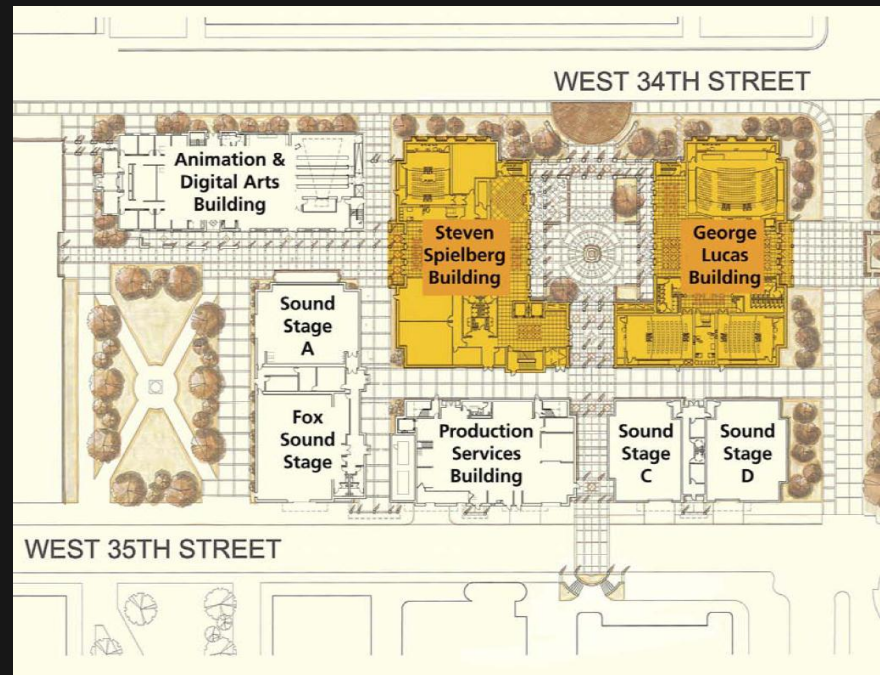 WEST 34TH STREET
Animation &
Digital Arts
Building
Steven
Spielberg
Building
George
Lucas
Building
Sound
Stage
A
Fox
Sound
Stage
Production
Services
Building
Sound
Stage
C
Sound
Stage
D
WEST 35TH STREET